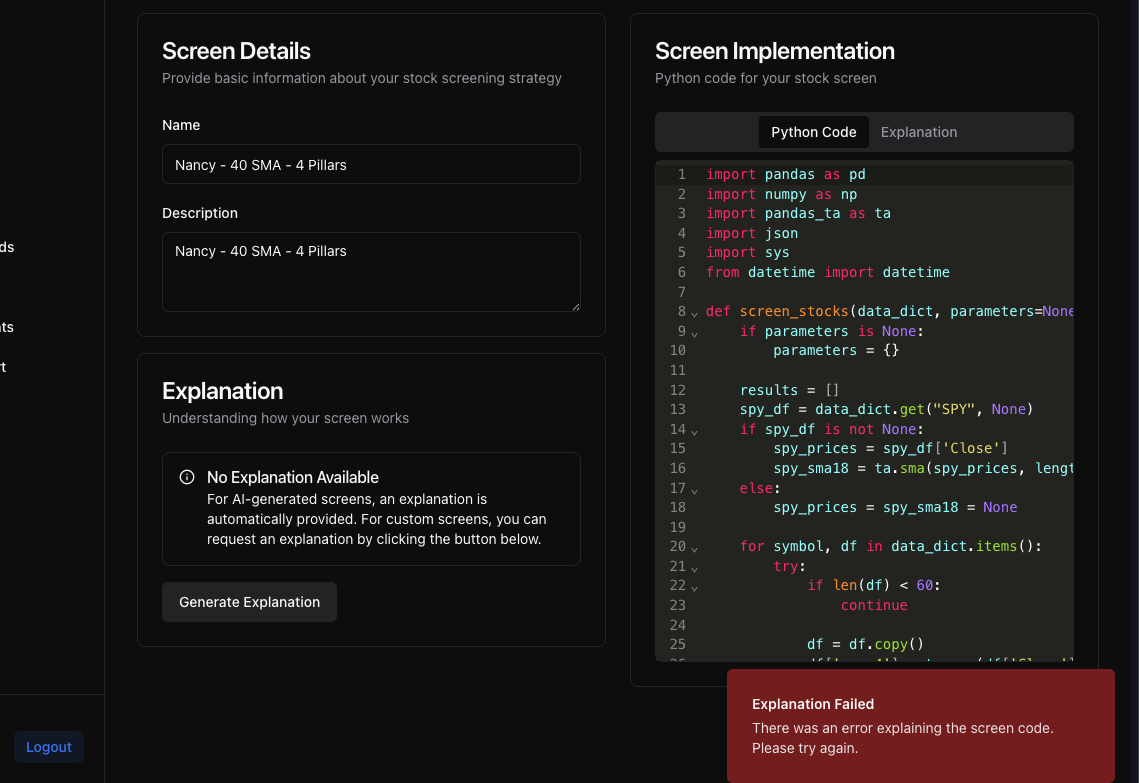 ds
ts
t
Logout
Screen Details
Provide basic information about your stock screening strategy
Name
Nancy - 40 SMA - 4 Pillars
Description
Nancy - 40 SMA - 4 Pillars
Explanation
Understanding how your screen works
No Explanation Available
For AI-generated screens, an explanation is
automatically provided. For custom screens, you can
request an explanation by clicking the button below.
Generate Explanation
Screen Implementation
Python code for your stock screen
Python Code Explanation
1 import pandas as pd
2 import numpy as np
3 import pandas_ta as ta
4 import json
5 import sys
6 from datetime import datetime
7
8 def screen_stocks(data_dict, parameters=None
9 if parameters is None:
10 parameters = {}
11
12 results = []
13 spy_df = data_dict.get("SPY", None)
14 if spy_df is not None:
15 spy_prices = spy_df['Close']
16 spy_sma18 = ta.sma(spy_prices, lengt
17 else:
18 spy_prices = spy_sma18 = None
19
20 for symbol, df in data_dict.items():
21 try:
22 if len(df) < 60:
23 continue
24
25 df = df.copy()
Explanation Failed
There was an error explaining the screen code.
Please try again.